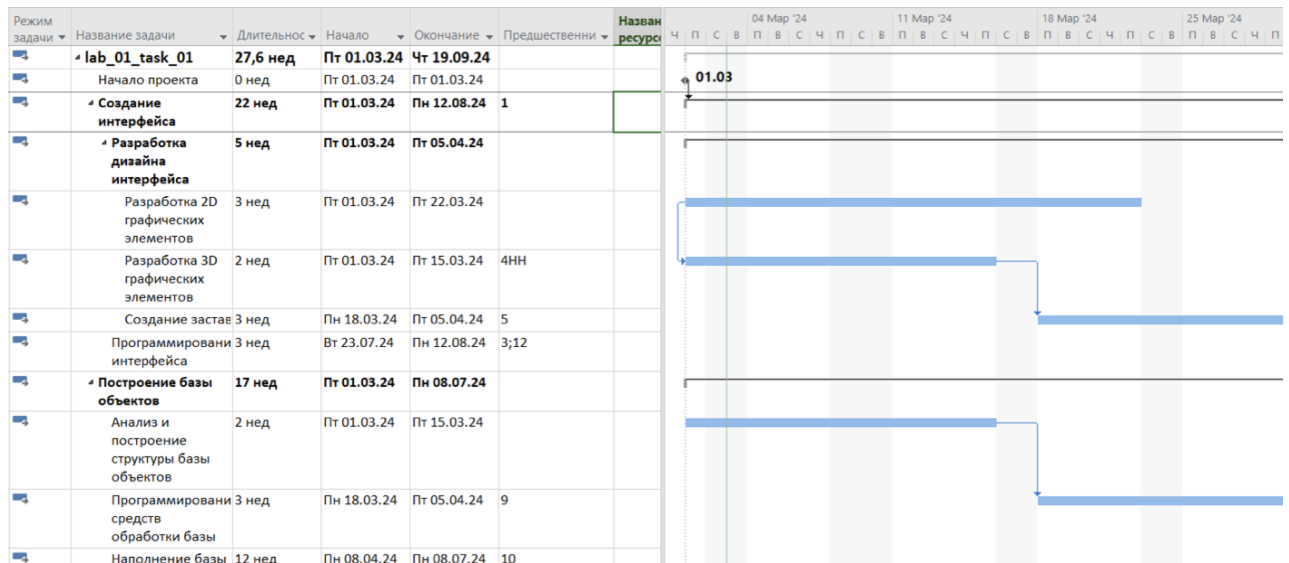 Режим задачи
Название задачи
Длительнос
Начало
Окончание
Предшественни
Назван ресурсо
04 Мар '24 11 Мар '24 18 Мар '24 25 Мар '24
Ч П С В П В С Ч П С В П В С Ч П С В П В С Ч П С В П В С Ч П
lab_01_task_01 27,6 нед Пт 01.03.24 Чт 19.09.24
Начало проекта 0 нед Пт 01.03.24 Пт 01.03.24
01.03
Создание 22 нед Пт 01.03.24 Пн 12.08.24 1
интерфейса
Разработка 5 нед Пт 01.03.24 Пт 05.04.24
дизайна
интерфейса
Разработка 2D 3 нед Пт 01.03.24 Пт 22.03.24
графических
элементов
Разработка 3D 2 нед Пт 01.03.24 Пт 15.03.24 4НН
графических
элементов
Создание застав 3 нед Пн 18.03.24 Пт 05.04.24 5
Программировани 3 нед Вт 23.07.24 Пн 12.08.24 3;12
интерфейса
Построение базы 17 нед Пт 01.03.24 Пн 08.07.24
объектов
Анализ и 2 нед Пт 01.03.24 Пт 15.03.24
построение
структуры базы
объектов
Программировани 3 нед Пн 18.03.24 Пт 05.04.24 9
средств
обработки базы
Наполнение базы 12 нед Пн 08.04.24 Пн 08.07.24 10